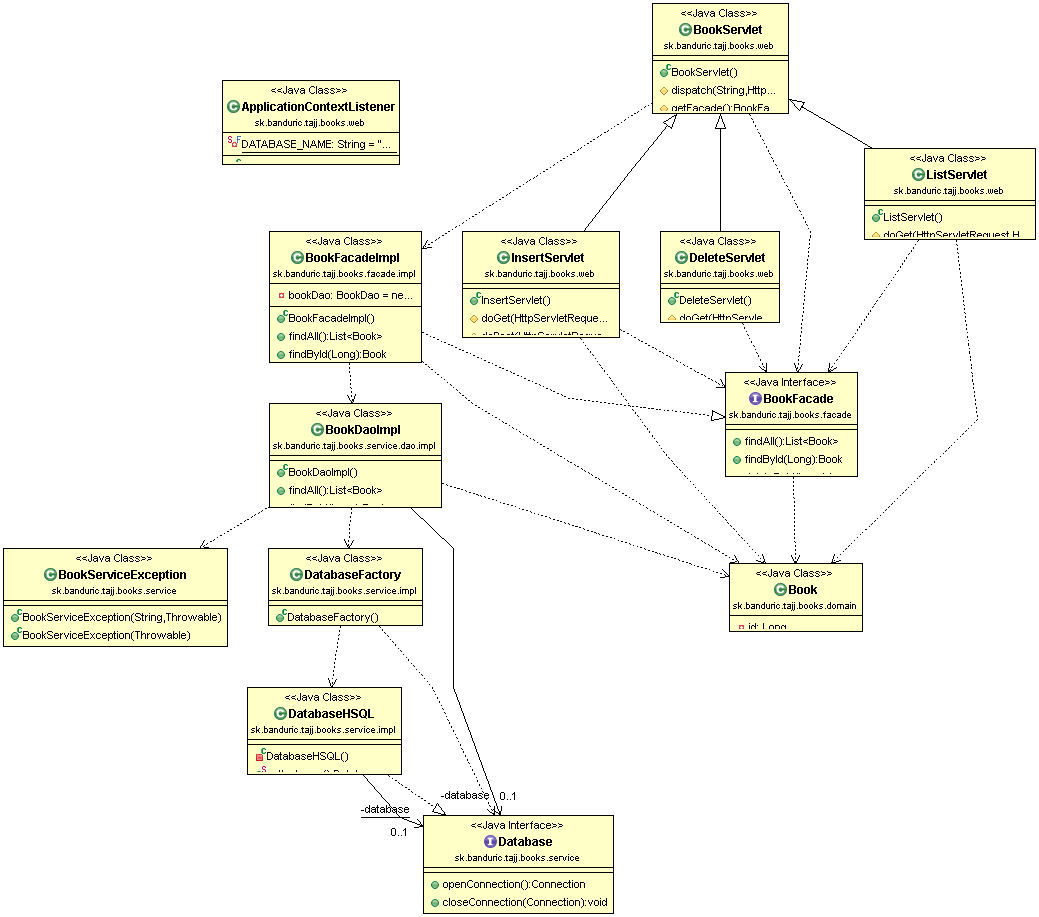 <<Java Class>>
BookServlet
sk.banduric.tajj.books.web
BookServlet()
dispatch(String,Http...
getFacade():BookFa...
<<Java Class>>
ApplicationContextListener
sk.banduric.tajj.books.web
DATABASE_NAME: String = "...
<<Java Class>>
ListServlet
sk.banduric.tajj.books.web
ListServlet()
doGet(HttpServletRequest,H...
<<Java Class>>
BookFacadeImpl
sk.banduric.tajj.books.facade.impl
bookDao: BookDao = ne...
BookFacadeImpl()
findAll():List<Book>
findById(Long):Book
<<Java Class>>
InsertServlet
sk.banduric.tajj.books.web
InsertServlet()
doGet(HttpServletReque...
doPost(HttpServletReque...
<<Java Class>>
DeleteServlet
sk.banduric.tajj.books.web
DeleteServlet()
doGet(HttpServle...
<<Java Interface>>
BookFacade
sk.banduric.tajj.books.facade
findAll():List<Book>
findById(Long):Book
<<Java Class>>
BookDaoImpl
sk.banduric.tajj.books.service.dao.impl
BookDaoImpl()
findAll():List<Book>
<<Java Class>>
BookServiceException
sk.banduric.tajj.books.service
BookServiceException(String,Throwable)
BookServiceException(Throwable)
<<Java Class>>
DatabaseFactory
sk.banduric.tajj.books.service.impl
DatabaseFactory()
<<Java Class>>
Book
sk.banduric.tajj.books.domain
id: Long
<<Java Class>>
DatabaseHSQL
sk.banduric.tajj.books.service.impl
DatabaseHSQL()
-database
0..1
-database
0..1
<<Java Interface>>
Database
sk.banduric.tajj.books.service
openConnection():Connection
closeConnection(Connection):void